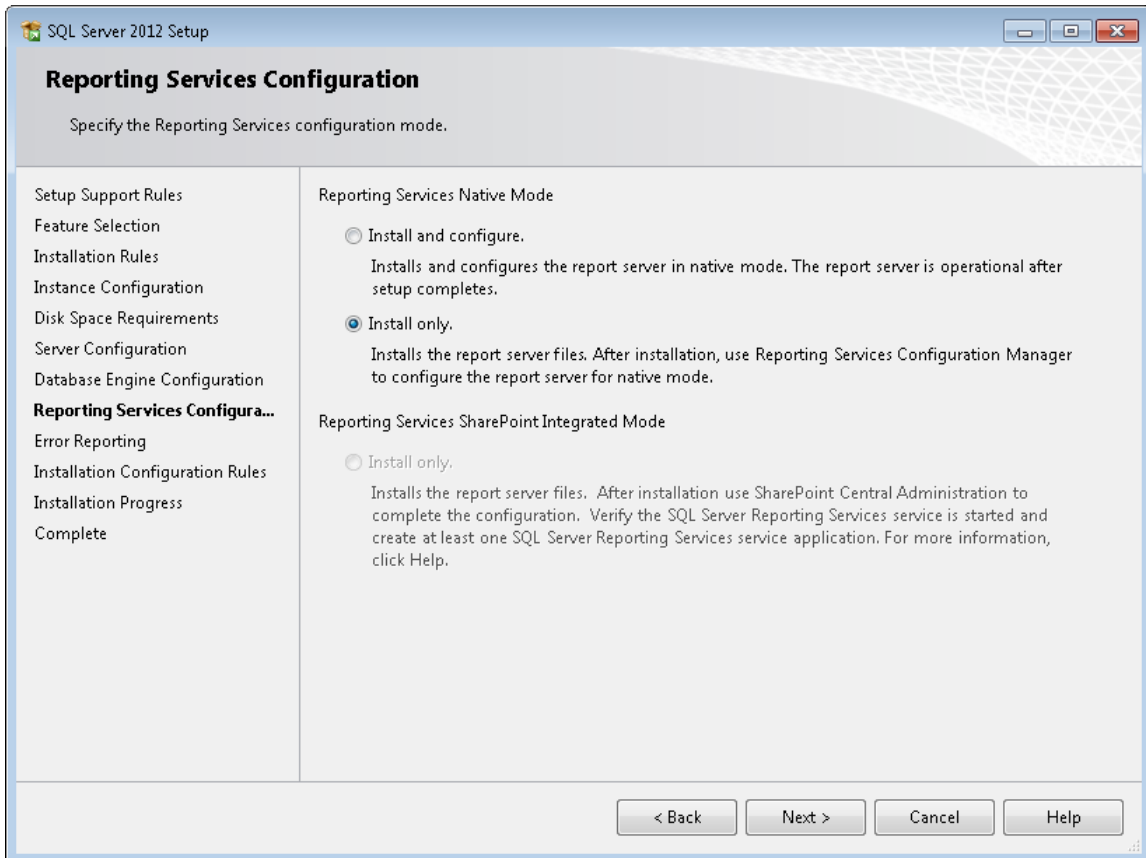 SQL Server 2012 Setup
Reporting Services Configuration
Specify the Reporting Services configuration mode.
Setup Support Rules
Feature Selection
Installation Rules
Instance Configuration
Disk Space Requirements
Server Configuration
Database Engine Configuration
Reporting Services Configura...
Error Reporting
Installation Configuration Rules
Installation Progress
Complete
Reporting Services Native Mode
Install and configure.
Installs and configures the report server in native mode. The report server is operational after
setup completes.
Install only.
Installs the report server files. After installation, use Reporting Services Configuration Manager
to configure the report server for native mode.
Reporting Services SharePoint Integrated Mode
Install only.
Installs the report server files.  After installation use SharePoint Central Administration to
complete the configuration.  Verify the SQL Server Reporting Services service is started and
create at least one SQL Server Reporting Services service application. For more information,
click Help.
< Back
Next >
Cancel
Help